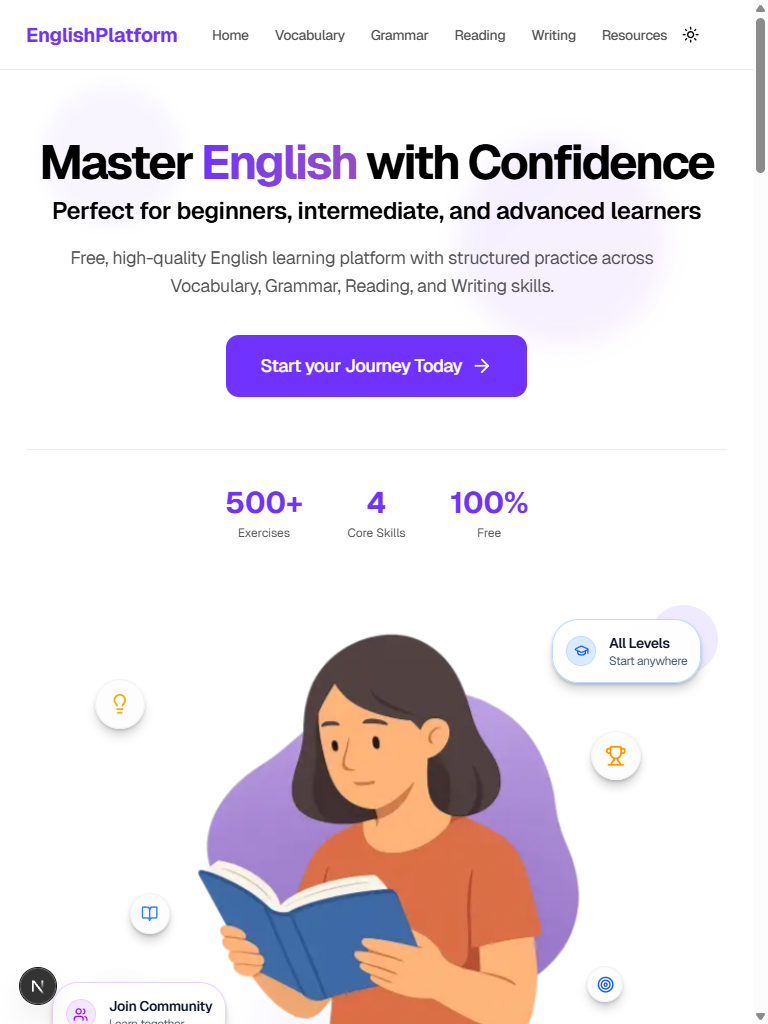 EnglishPlatform Home Vocabulary Grammar Reading Writing Resources
Master English with Confidence
Perfect for beginners, intermediate, and advanced learners
Free, high-quality English learning platform with structured practice across
Vocabulary, Grammar, Reading, and Writing skills.
Start your Journey Today
500+ 4 100%
Exercises Core Skills Free
All Levels
Start anywhere
N
Join Community
Learn together